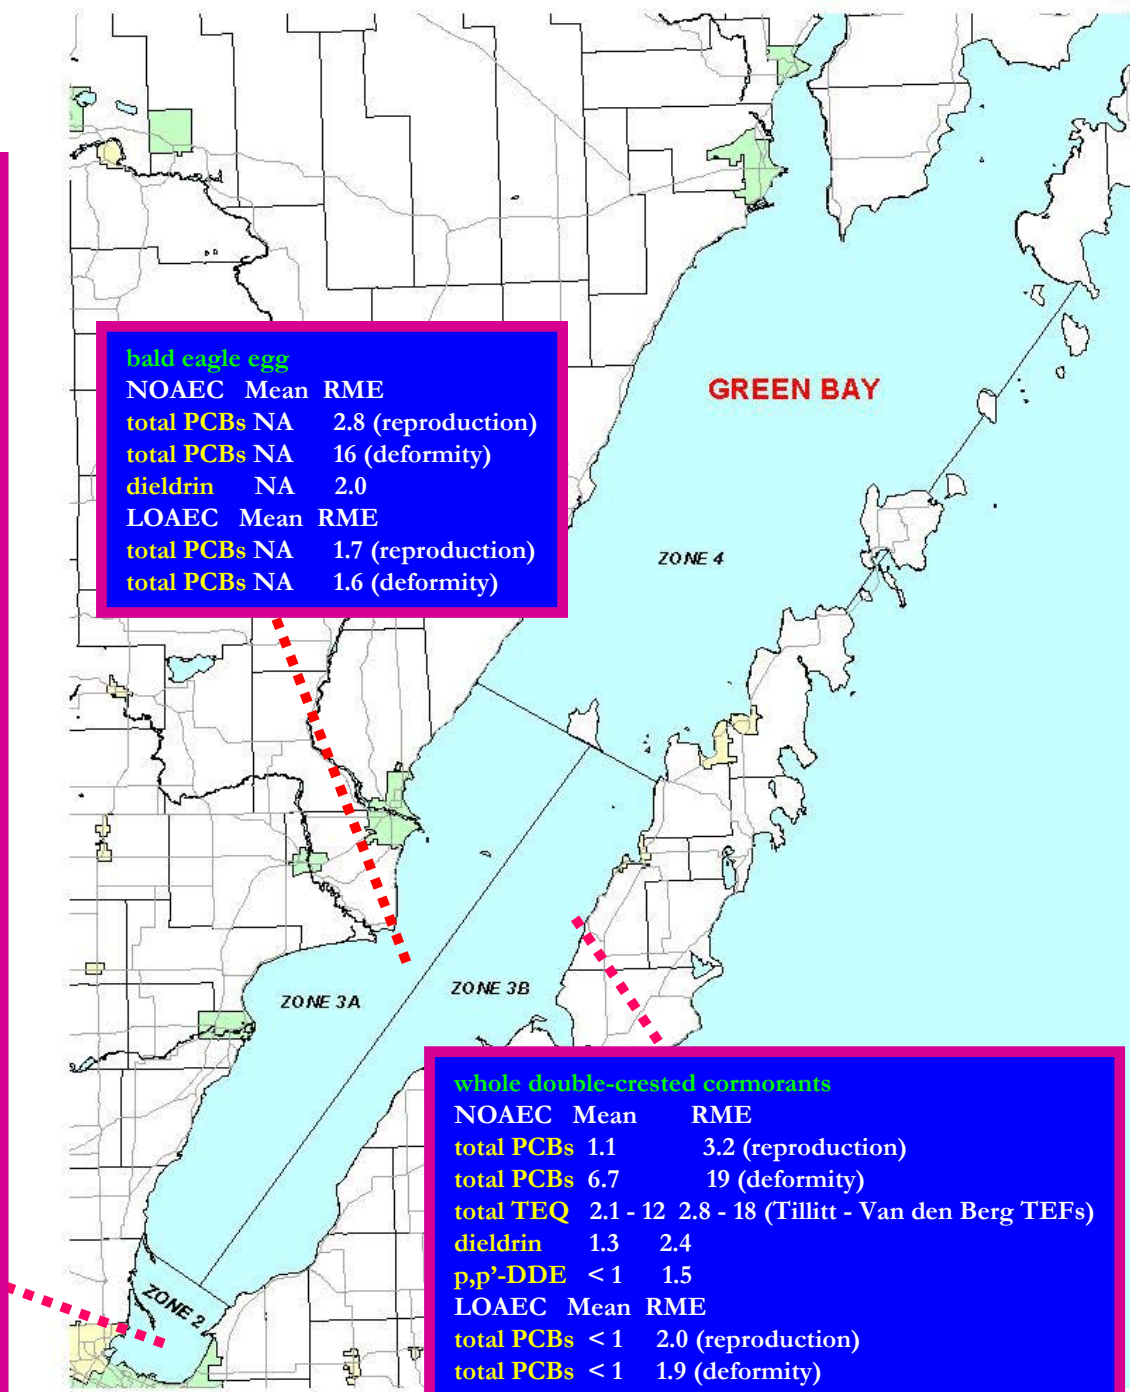 bald eagle egg
NOAEC Mean RME
total PCBs NA 2.8 (reproduction)
total PCBs NA 16 (deformity)
dieldrin NA 2.0
LOAEC Mean RME
total PCBs NA 1.7 (reproduction)
total PCBs NA 1.6 (deformity)
GREEN BAY
ZONE 4
ZONE 3A
ZONE 3B
ZONE 2
whole double-crested cormorants
NOAEC Mean RME
total PCBs 1.1 3.2 (reproduction)
total PCBs 6.7 19 (deformity)
total TEQ 2.1 - 12 2.8 - 18 (Tillitt - Van den Berg TEFs)
dieldrin 1.3 2.4
p,p’-DDE < 1 1.5
LOAEC Mean RME
total PCBs < 1 2.0 (reproduction)
total PCBs < 1 1.9 (deformity)